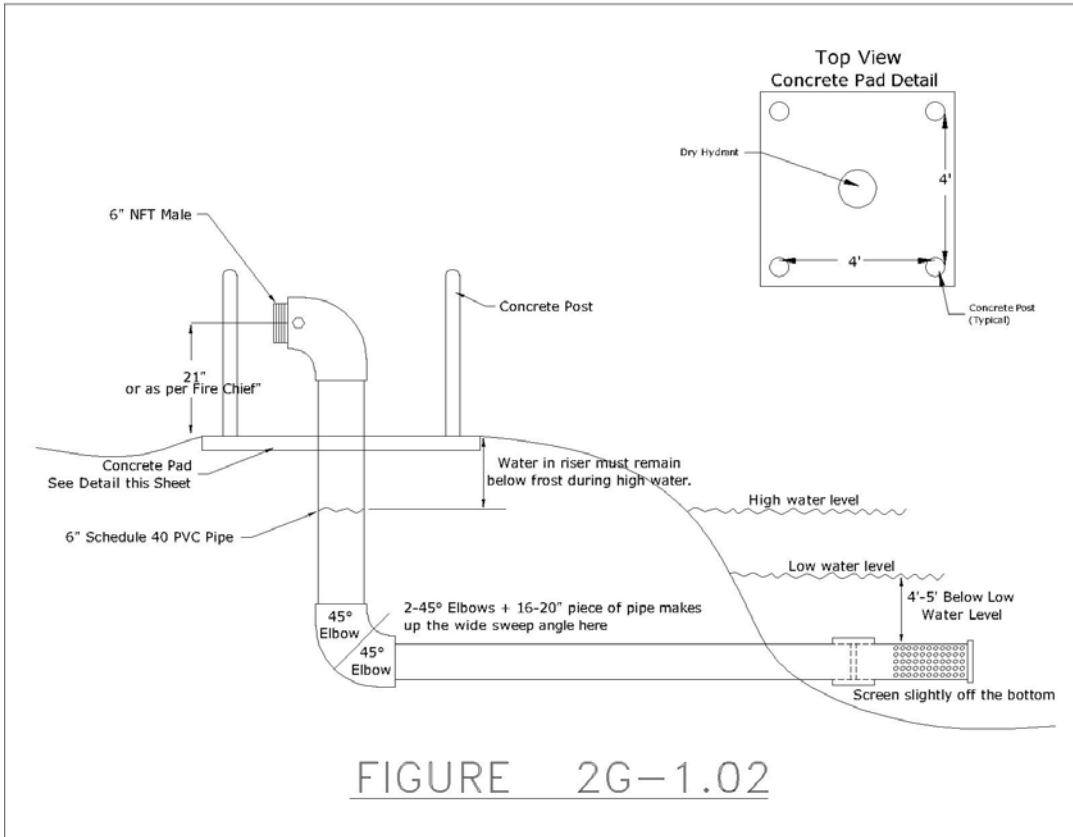 Top View
Concrete Pad Detail
Dry Hydrant
4'
4'
Concrete Post
(Typical)
6" NFT Male
Concrete Post
21"
or as per Fire Chief"
Concrete Pad
See Detail this Sheet
Water in riser must remain
below frost during high water.
High water level
6" Schedule 40 PVC Pipe
Low water level
4'-5' Below Low
Water Level
2-45° Elbows + 16-20" piece of pipe makes
up the wide sweep angle here
45°
Elbow
45°
Elbow
Screen slightly off the bottom
FIGURE 2G-1.02